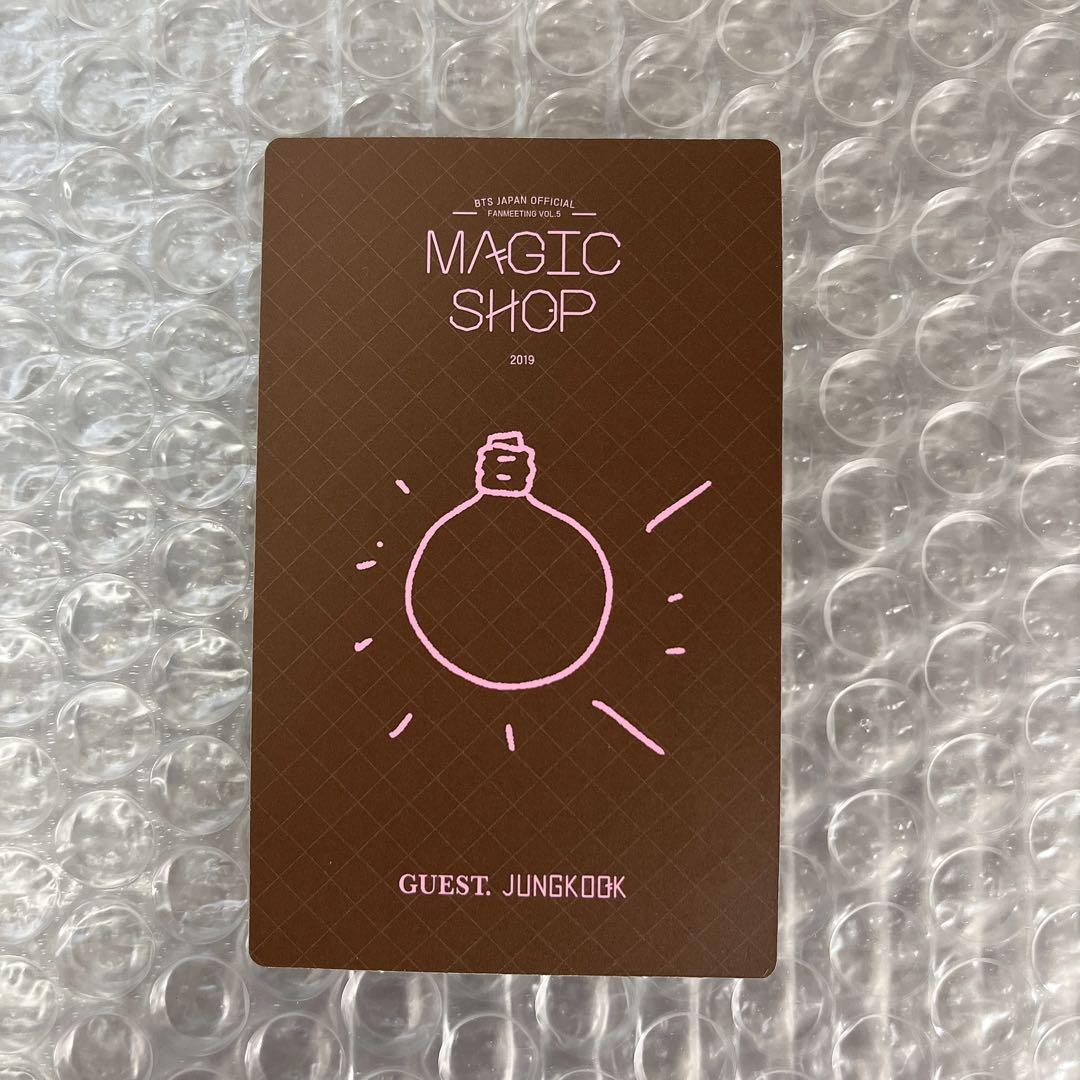 BTS JAPAN OFFICIAL
FANMEETING VOL.5
MAGIC
SHOP
2019
GUEST. JUNGKOOK